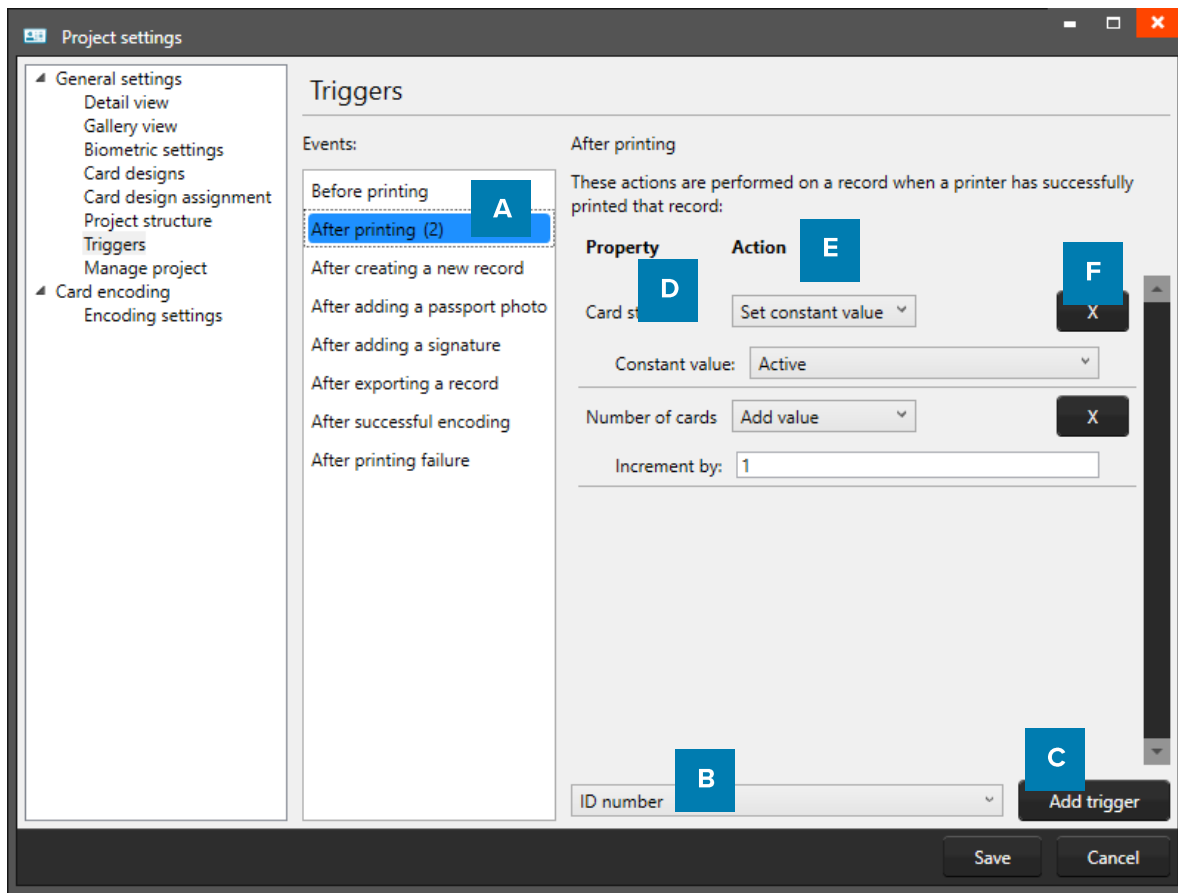 Project settings
General settings
Detail view
Gallery view
Biometric settings
Card designs
Card design assignment
Project structure
Triggers
Manage project
Card encoding
Encoding settings
Triggers
Events:
Before printing
A
After printing (2)
After creating a new record
After adding a passport photo
After adding a signature
After exporting a record
After successful encoding
After printing failure
After printing
These actions are performed on a record when a printer has successfully
printed that record:
Property Action E
D F
Card Set constant value X
Constant value: Active
Number of cards Add value X
Increment by: 1
B C
ID number Add trigger
Save Cancel